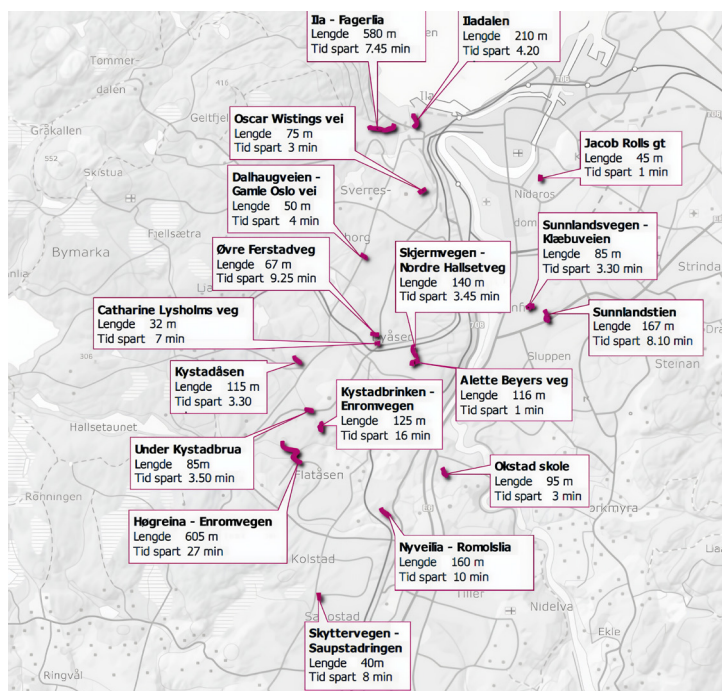 Ila - Fagerlia
Lengde 580 m
Tid spart 7.45 min
Iladalen
Lengde 210 m
Tid spart 4.20
Tømmer-
dalen
415
Ila
700
Gråkallen
552
Skistua
Geitfjell
Oscar Wistings vei
Lengde 75 m
Tid spart 3 min
Jacob Rolls gt
Lengde 45 m
Tid spart 1 min
Dalhaugveien -
Gamle Oslo vei
Lengde 50 m
Tid spart 4 min
Sverres-
borg
Nidaros
dom
Fjellsætra
Bymarka
Øvre Ferstadveg
Lengde 67 m
Tid spart 9.25 min
Skjermvegen -
Nordre Hallsetveg
Lengde 140 m
Tid spart 3.45 min
Sunnlandsvegen -
Klæbuveien
Lengde 85 m
Tid spart 3.30 min
Strinda
Catharine Lysholms veg
Lengde 32 m
Tid spart 7 min
Sunnlandstien
Lengde 167 m
Tid spart 8.10 min
Byåsen
706
306
Sluppen
Steinan
Kystadåsen
Lengde 115 m
Tid spart 3.30
Alette Beyers veg
Lengde 116 m
Tid spart 1 min
Kystadbrinken -
Enromvegen
Lengde 125 m
Tid spart 16 min
Hallsetaunet
Under Kystadbrua
Lengde 85m
Tid spart 3.50 min
Flatåsen
Okstad skole
Lengde 95 m
Tid spart 3 min
Rönningen
Høgreina - Enromvegen
Lengde 605 m
Tid spart 27 min
Kolstad
Nyveilia - Romolslia
Lengde 160 m
Tid spart 10 min
Tiller
Nidelva
Skyttervegen -
Saupstadringen
Lengde 40m
Tid spart 8 min
Ekle
Ringvål